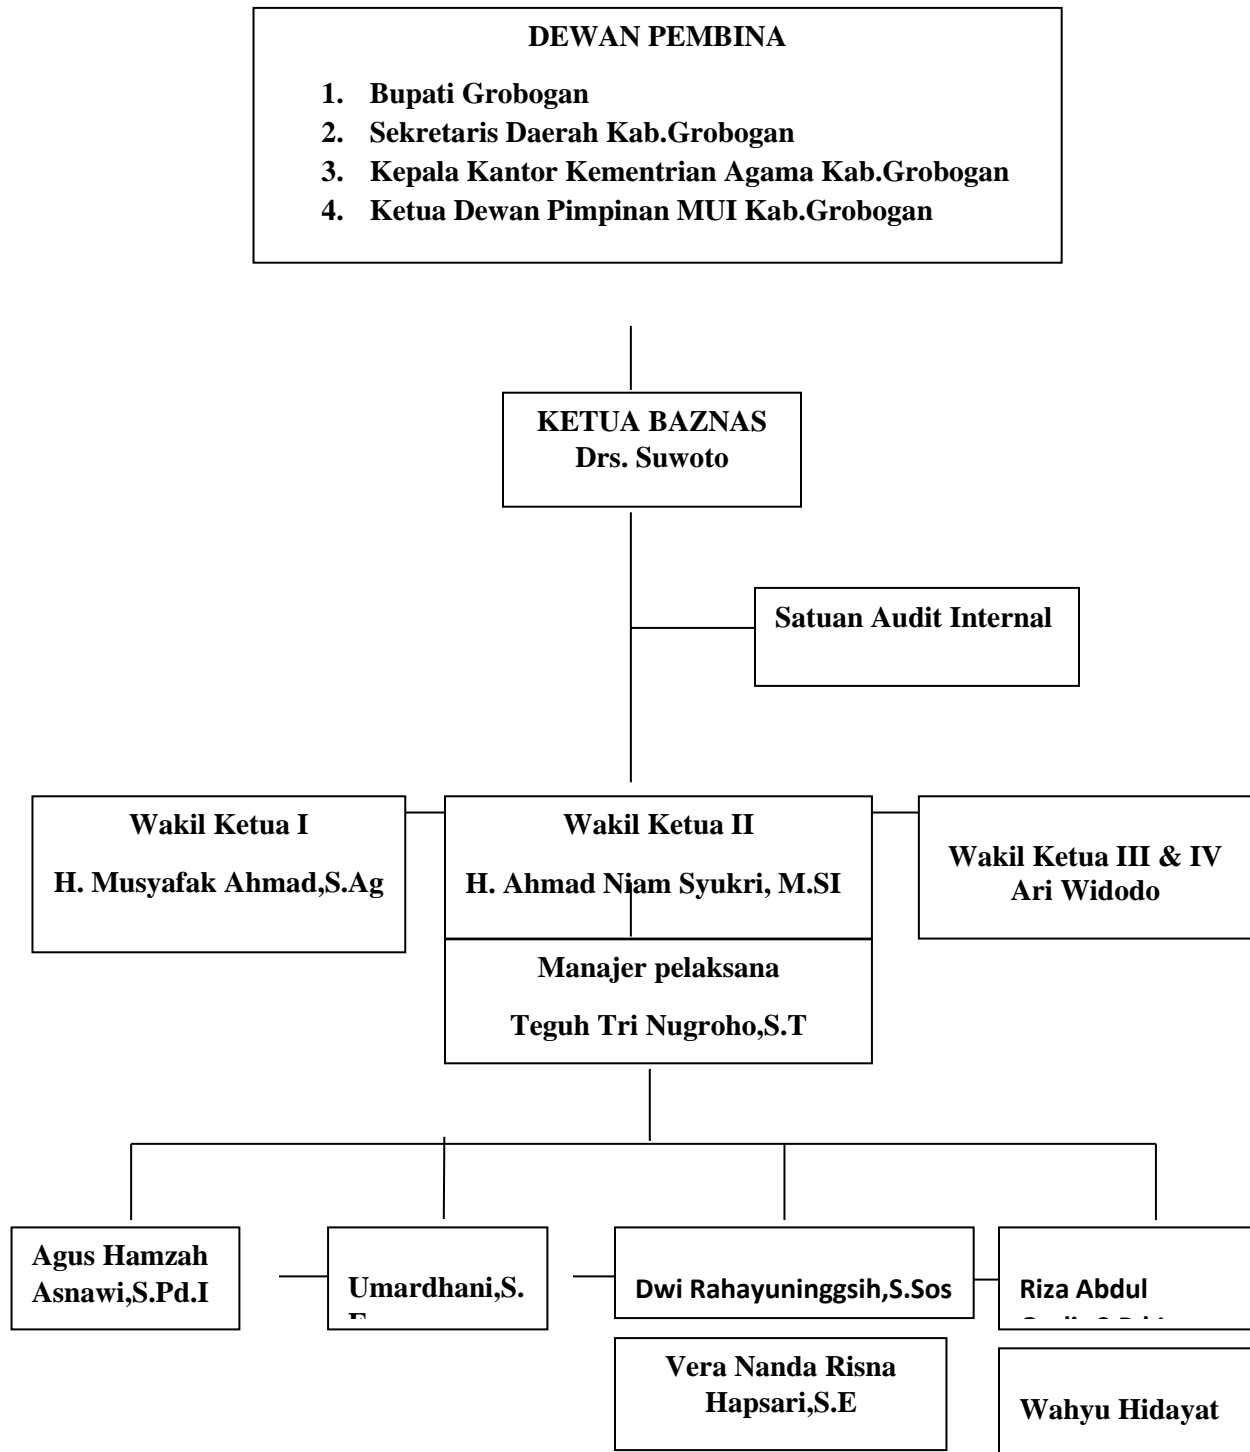 DEWAN PEMBINA
1. Bupati Grobogan
2. Sekretaris Daerah Kab.Grobogan
3. Kepala Kantor Kementrian Agama Kab.Grobogan
4. Ketua Dewan Pimpinan MUI Kab.Grobogan
KETUA BAZNAS
Drs. Suwoto
Satuan Audit Internal
Wakil Ketua I
H. Musyafak Ahmad,S.Ag
Wakil Ketua II
H. Ahmad Niam Syukri, M.SI
Wakil Ketua III & IV
Ari Widodo
Manajer pelaksana
Teguh Tri Nugroho,S.T
Agus Hamzah
Asnawi,S.Pd.I
Umardhani,S.
Dwi Rahayuninggsih,S.Sos
Riza Abdul
Vera Nanda Risna
Hapsari,S.E
Wahyu Hidayat